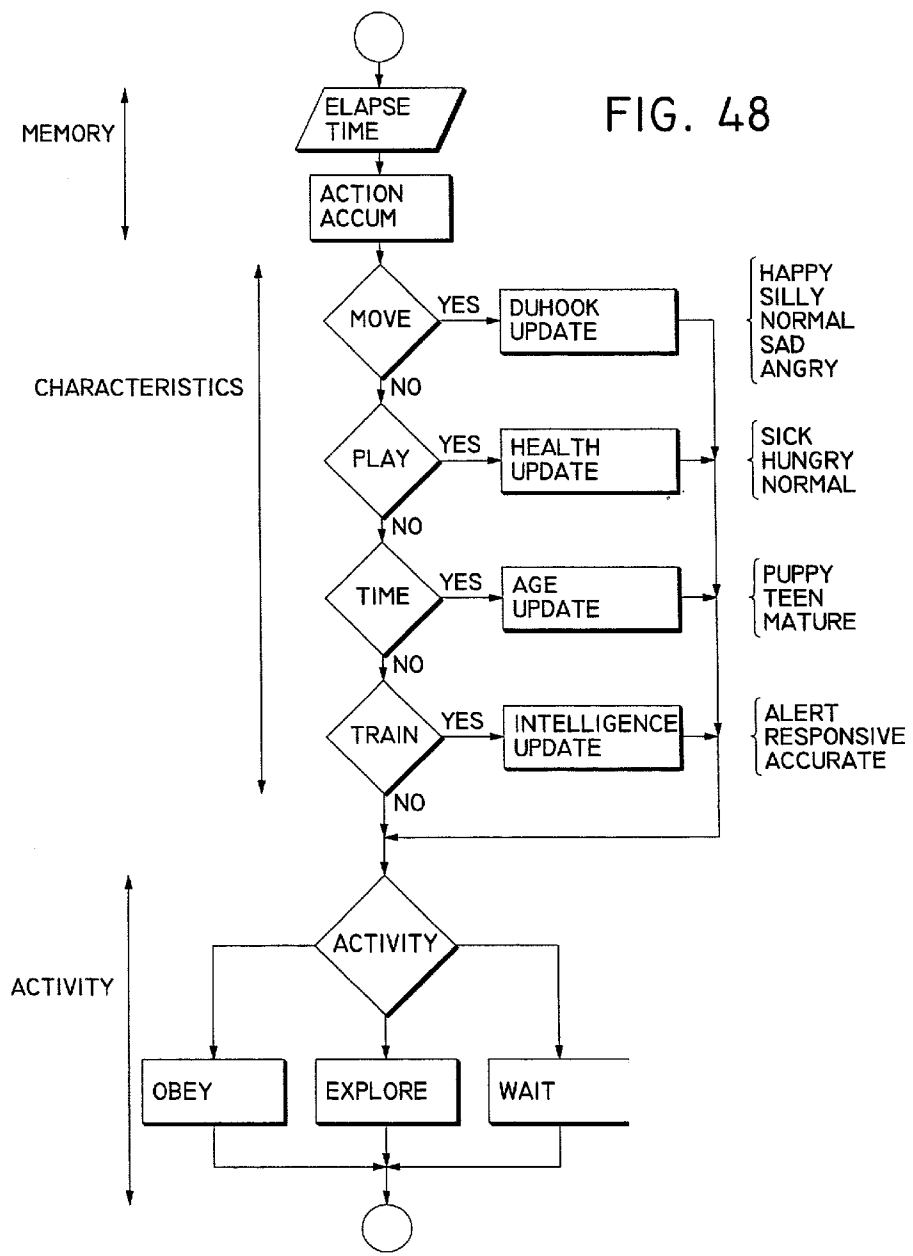 FIG. 48
MEMORY
ELAPSE
TIME
ACTION
ACCUM
CHARACTERISTICS
MOVE
YES
DUHOOK
UPDATE
HAPPY
SILLY
NORMAL
SAD
ANGRY
NO
PLAY
YES
HEALTH
UPDATE
SICK
HUNGRY
NORMAL
NO
TIME
YES
AGE
UPDATE
PUPPY
TEEN
MATURE
NO
TRAIN
YES
INTELLIGENCE
UPDATE
ALERT
RESPONSIVE
ACCURATE
NO
ACTIVITY
ACTIVITY
OBEY
EXPLORE
WAIT